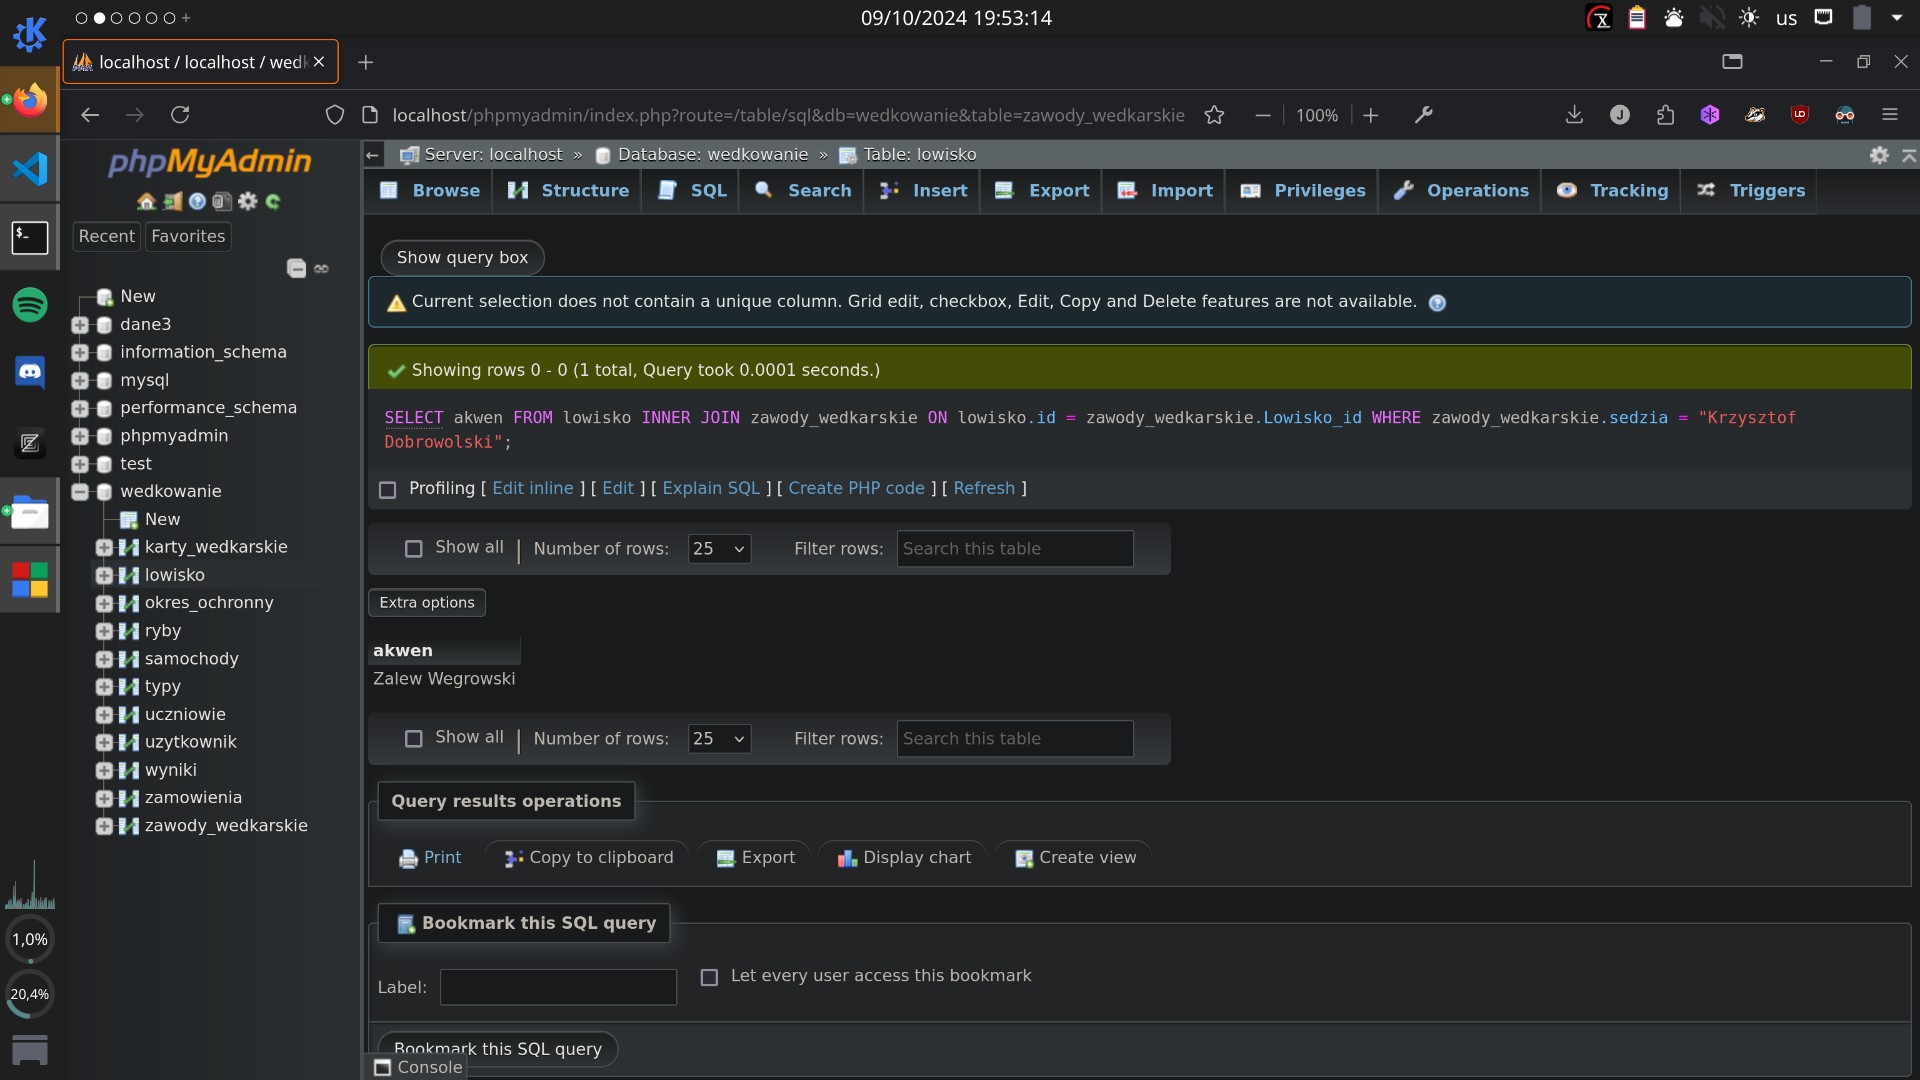 09/10/2024 19:53:14
us
localhost / localhost / wedk
localhost/phpmyadmin/index.php?route=/table/sql&db=wedkowanie&table=zawody_wedkarskie
100%
J
phpMyAdmin
Recent
Favorites
New
dane3
information_schema
mysql
performance_schema
phpmyadmin
test
wedkowanie
New
karty_wedkarskie
lowisko
okres_ochronny
ryby
samochody
typy
uczniowie
uzytkownik
wyniki
zamowienia
zawody_wedkarskie
1,0%
20,4%
Server: localhost » Database: wedkowanie » Table: lowisko
Browse Structure SQL Search Insert Export Import Privileges Operations Tracking Triggers
Show query box
Current selection does not contain a unique column. Grid edit, checkbox, Edit, Copy and Delete features are not available.
Showing rows 0 - 0 (1 total, Query took 0.0001 seconds.)
SELECT akwen FROM lowisko INNER JOIN zawody_wedkarskie ON lowisko.id = zawody_wedkarskie.Lowisko_id WHERE zawody_wedkarskie.sedzia = "Krzysztof
Dobrowolski";
Profiling [ Edit inline ] [ Edit ] [ Explain SQL ] [ Create PHP code ] [ Refresh ]
Show all | Number of rows: 25 Filter rows: Search this table
Extra options
akwen
Zalew Wegrowski
Show all | Number of rows: 25 Filter rows: Search this table
Query results operations
Print Copy to clipboard Export Display chart Create view
Bookmark this SQL query
Label: Let every user access this bookmark
Bookmark this SQL query
Console